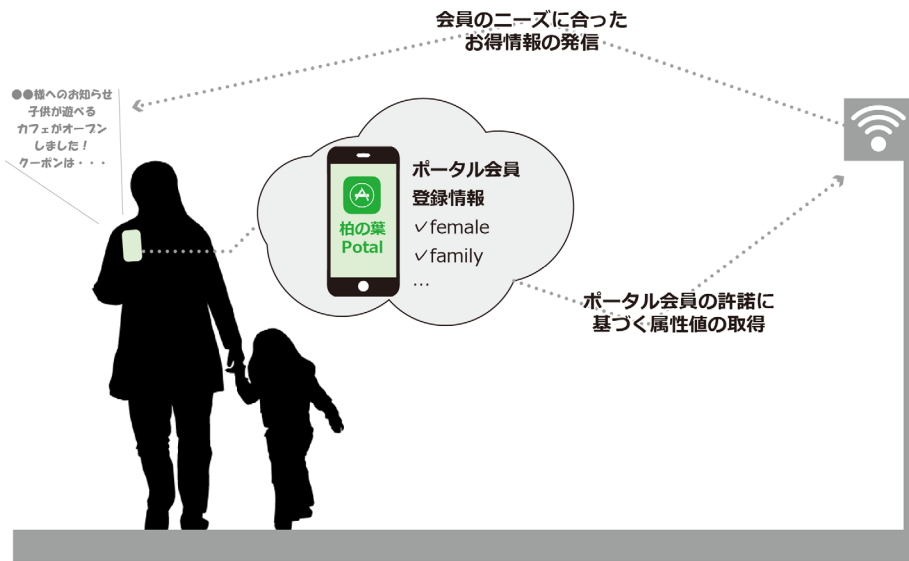 会員のニーズに合った
お得情報の発信
●●様へのお知らせ
子供が遊べる
カフェがオープン
しました！
クーポンは・・・
柏の葉
Potal
ポータル会員
登録情報
✓female
✓family
…
ポータル会員の許諾に
基づく属性値の取得